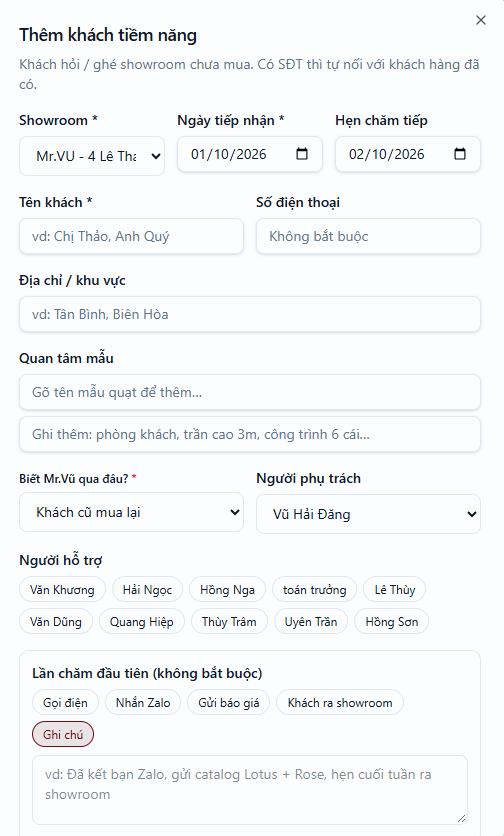 Thêm khách tiềm năng
Khách hỏi / ghé showroom chưa mua. Có SĐT thì tự nối với khách hàng đã
có.
Showroom * Ngày tiếp nhận * Hẹn chăm tiếp
Mr.VU - 4 Lê Thá 01/10/2026 02/10/2026
Tên khách * Số điện thoại
vd: Chị Thảo, Anh Quý Không bắt buộc
Địa chỉ / khu vực
vd: Tân Bình, Biên Hòa
Quan tâm mẫu
Gõ tên mẫu quạt để thêm...
Ghi thêm: phòng khách, trần cao 3m, công trình 6 cái...
Biết Mr.Vũ qua đâu? * Người phụ trách
Khách cũ mua lại Vũ Hải Đăng
Người hỗ trợ
Văn Khương Hải Ngọc Hồng Nga toán trưởng Lê Thùy
Văn Dũng Quang Hiệp Thùy Trâm Uyên Trần Hồng Sơn
Lần chăm đầu tiên (không bắt buộc)
Gọi điện Nhắn Zalo Gửi báo giá Khách ra showroom
Ghi chú
vd: Đã kết bạn Zalo, gửi catalog Lotus + Rose, hẹn cuối tuần ra
showroom